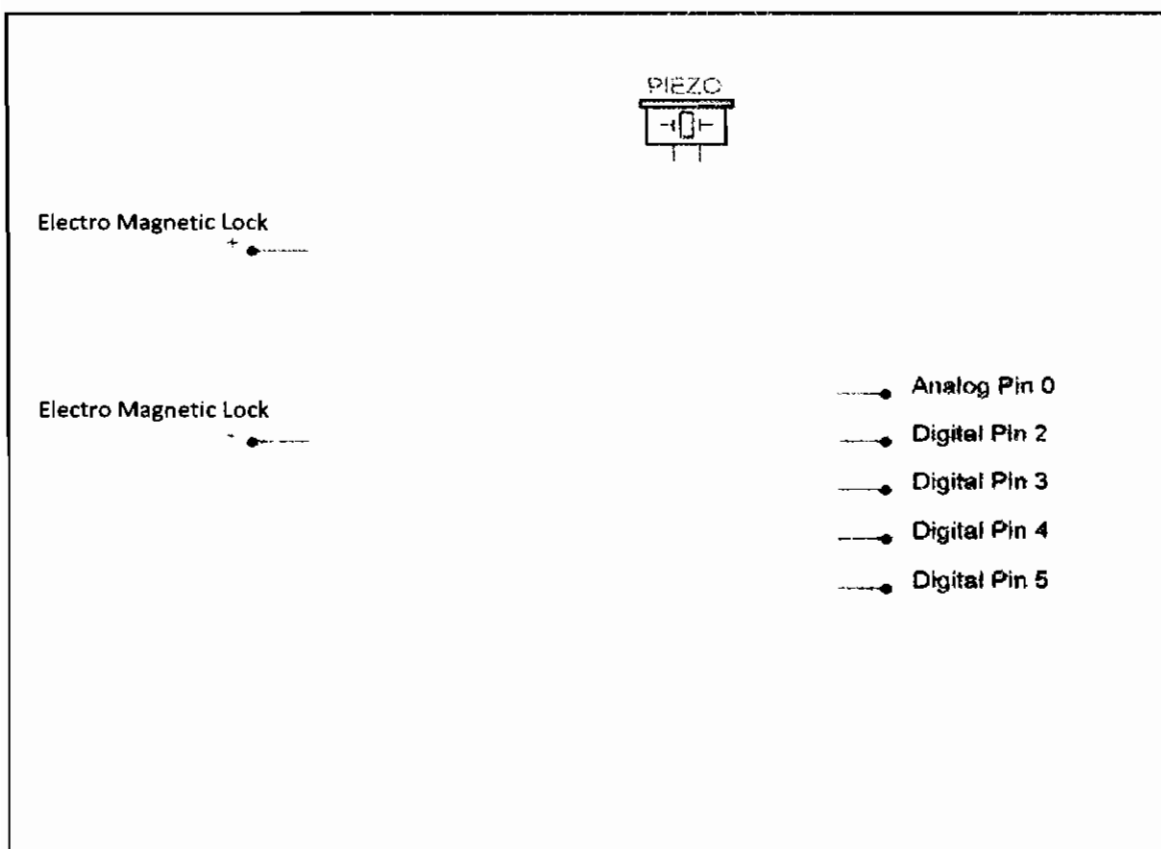 PIEZO
Electro Magnetic Lock
+
Analog Pin 0
Electro Magnetic Lock
-
Digital Pin 2
Digital Pin 3
Digital Pin 4
Digital Pin 5